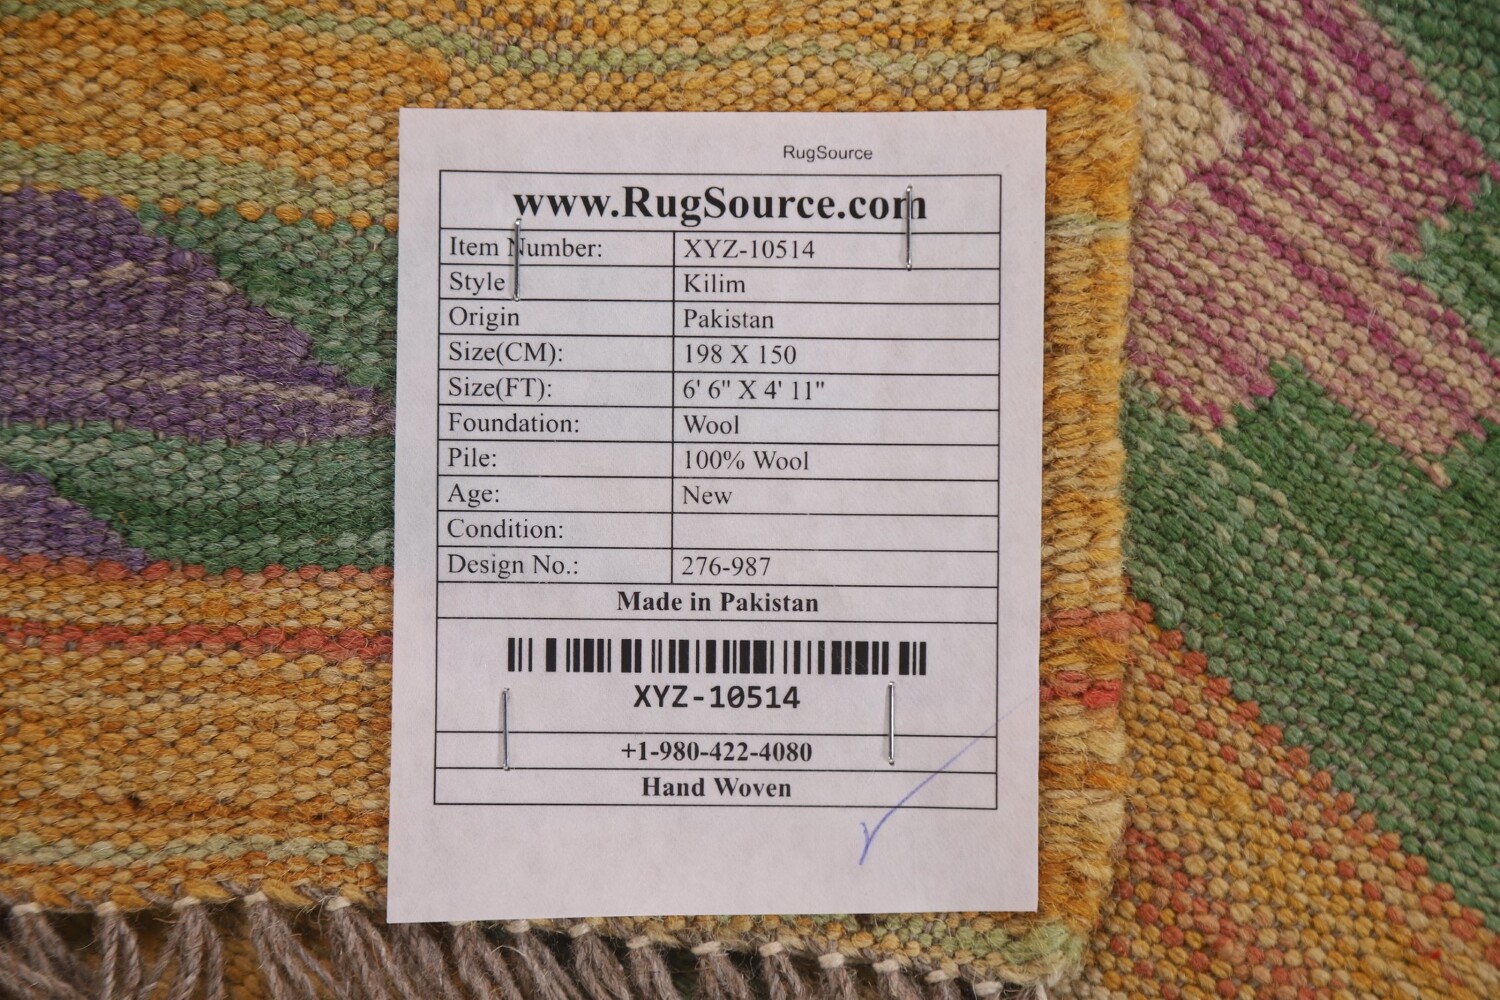 RugSource
www.RugSource.com
Item Number: XYZ-10514
Style Kilim
Origin Pakistan
Size(CM): 198 X 150
Size(FT): 6' 6" X 4' 11"
Foundation: Wool
Pile: 100% Wool
Age: New
Condition:
Design No.: 276-987
Made in Pakistan
XYZ-10514
+1-980-422-4080
Hand Woven